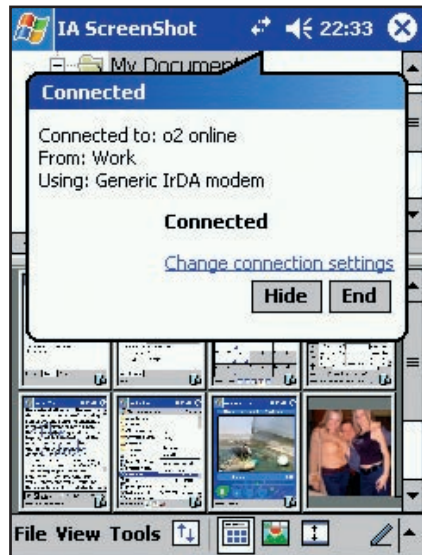 IA ScreenShot 22:33
My Document
Connected
Connected to: o2 online
From: Work
Using: Generic IrDA modem
Connected
Change connection settings
Hide End
File View Tools